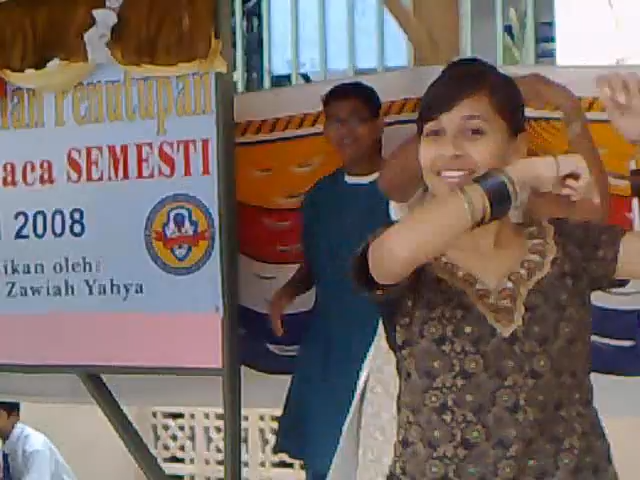 Penutupan
aca SEMESTI
2008
ikan oleh:
Zawiah Yahya